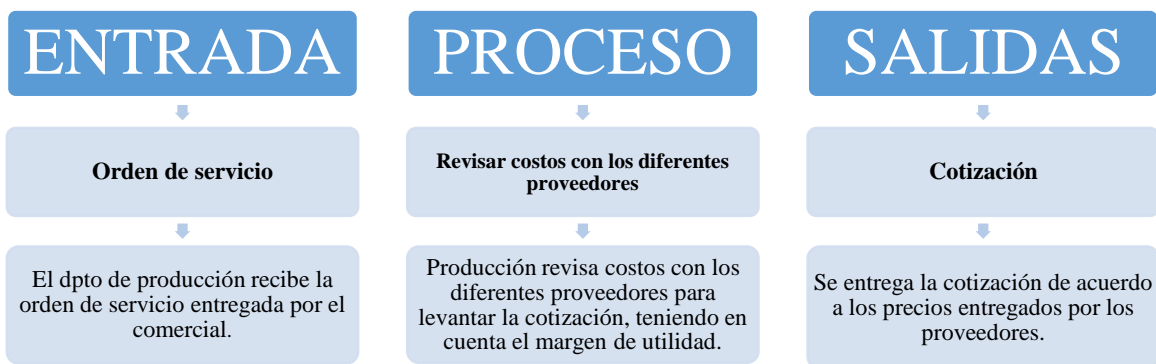 ENTRADA
Orden de servicio
El dpto de producción recibe la
orden de servicio entregada por el
comercial.
PROCESO
Revisar costos con los diferentes
proveedores
Producción revisa costos con los
diferentes proveedores para
levantar la cotización, teniendo en
cuenta el margen de utilidad.
SALIDAS
Cotización
Se entrega la cotización de acuerdo
a los precios entregados por los
proveedores.